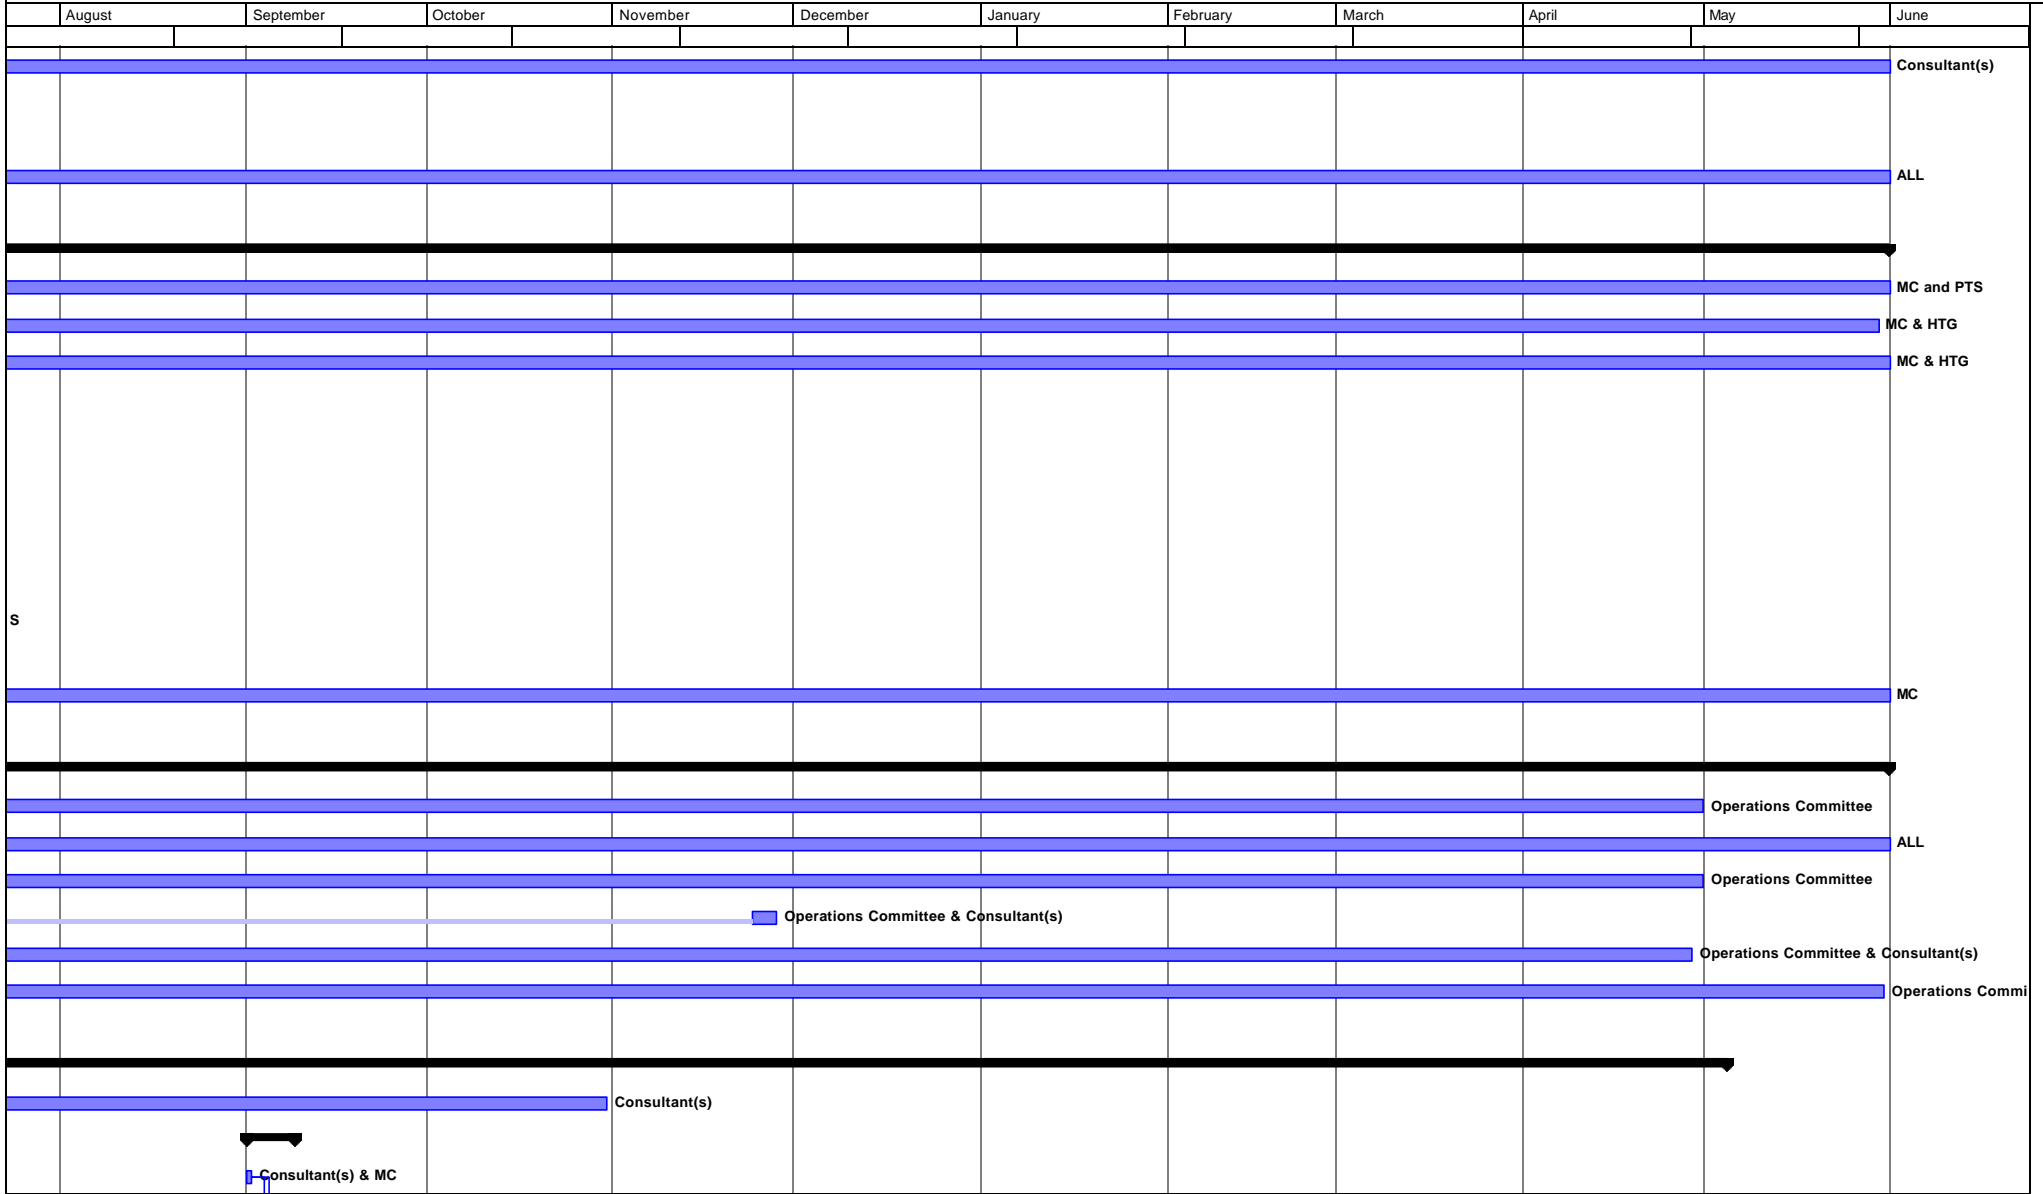 August September October November December January February March April May June
Consultant(s)
ALL
MC and PTS
MC & HTG
MC & HTG
S
MC
Operations Committee
ALL
Operations Committee
Operations Committee & Consultant(s)
Operations Committee & Consultant(s)
Operations Commi
Consultant(s)
Consultant(s) & MC